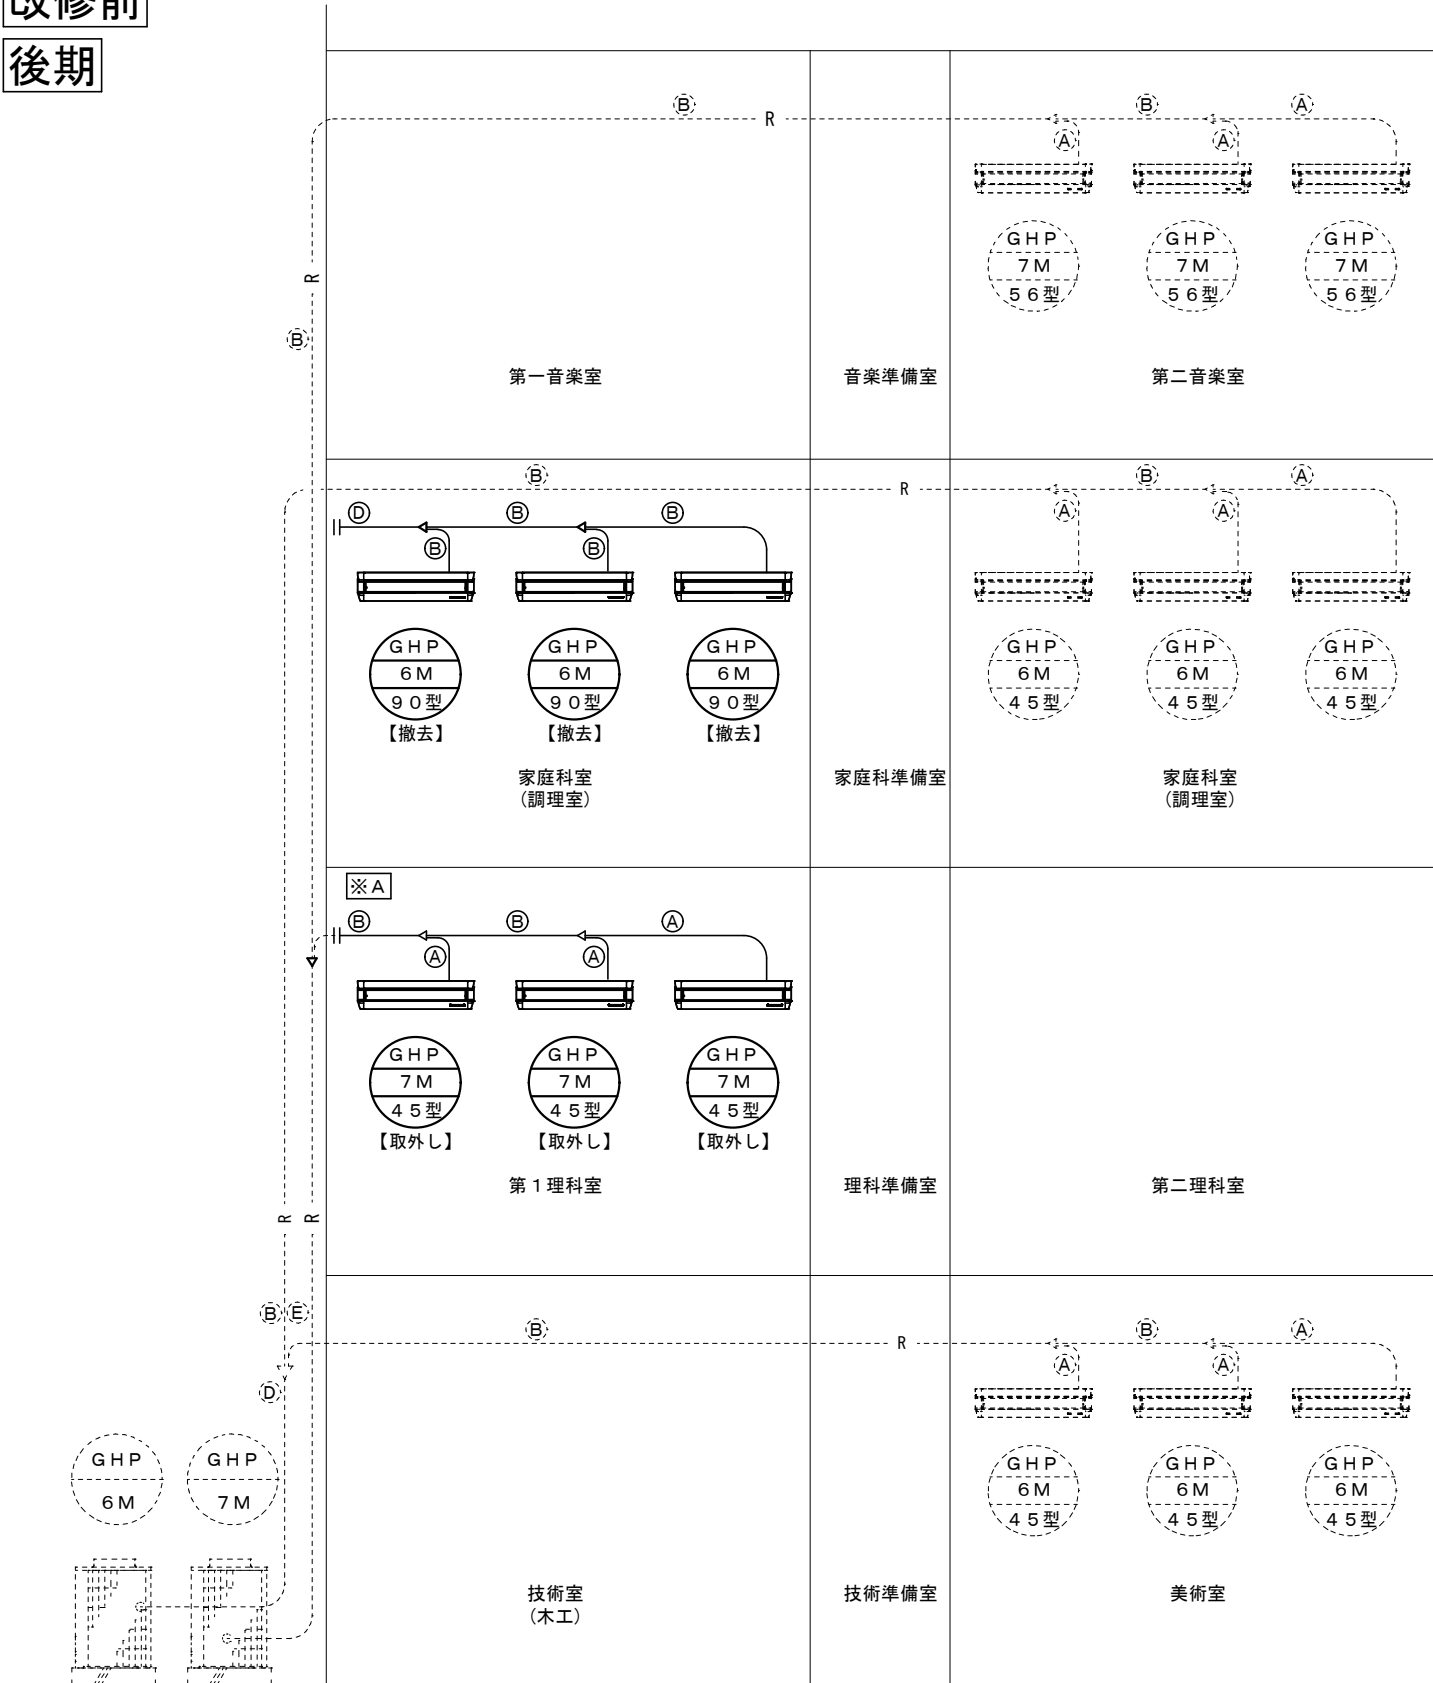 改修前
後期
Ⓑ
R
Ⓑ
Ⓐ
Ⓐ
Ⓐ
GHP
7M
56型
GHP
7M
56型
GHP
7M
56型
R
Ⓑ
第一音楽室
音楽準備室
第二音楽室
Ⓑ
R
Ⓑ
Ⓐ
Ⓐ
Ⓐ
Ⓓ
Ⓑ
Ⓑ
Ⓑ
Ⓑ
GHP
6M
90型
【撤去】
GHP
6M
90型
【撤去】
GHP
6M
90型
【撤去】
GHP
6M
45型
GHP
6M
45型
GHP
6M
45型
家庭科室
(調理室)
家庭科準備室
家庭科室
(調理室)
※A
Ⓑ
Ⓑ
Ⓐ
Ⓐ
Ⓐ
GHP
7M
45型
【取外し】
GHP
7M
45型
【取外し】
GHP
7M
45型
【取外し】
第1理科室
理科準備室
第二理科室
R
R
Ⓑ
Ⓔ
Ⓑ
R
Ⓑ
Ⓐ
Ⓐ
Ⓐ
Ⓓ
GHP
6M
GHP
7M
GHP
6M
45型
GHP
6M
45型
GHP
6M
45型
技術室
(木工)
技術準備室
美術室